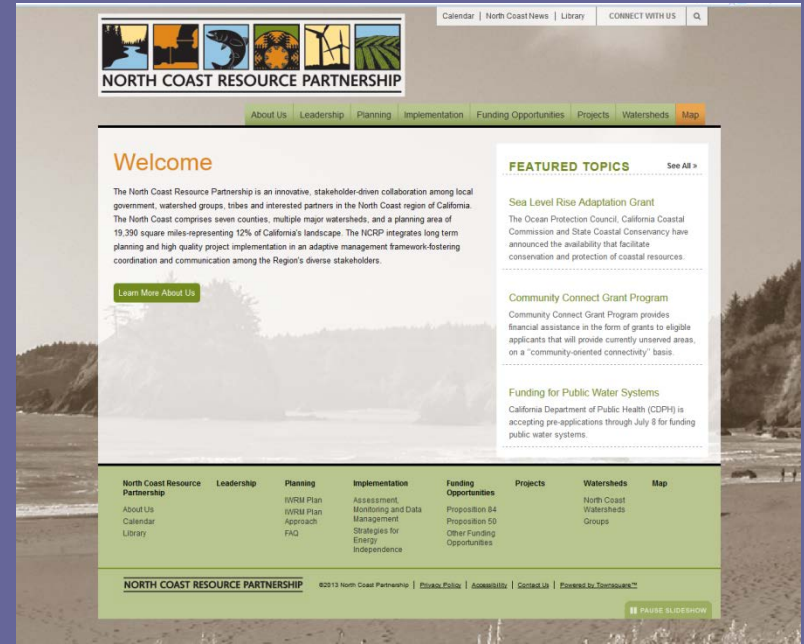 Calendar | North Coast News | Library CONNECT WITH US
NORTH COAST RESOURCE PARTNERSHIP
About Us Leadership Planning Implementation Funding Opportunities Projects Watersheds Map
Welcome
The North Coast Resource Partnership is an innovative, stakeholder-driven collaboration among local
government, watershed groups, tribes and interested partners in the North Coast region of California.
The North Coast comprises seven counties, multiple major watersheds, and a planning area of
19,390 square miles-representing 12% of California's landscape. The NCRP integrates long term
planning and high quality project implementation in an adaptive management framework-fostering
coordination and communication among the Region's diverse stakeholders.
Learn More About Us
FEATURED TOPICS See All »
Sea Level Rise Adaptation Grant
The Ocean Protection Council, California Coastal
Commission and State Coastal Conservancy have
announced the availability that facilitate
conservation and protection of coastal resources.
Community Connect Grant Program
Community Connect Grant Program provides
financial assistance in the form of grants to eligible
applicants that will provide currently unserved areas,
on a "community-oriented connectivity" basis.
Funding for Public Water Systems
California Department of Public Health (CDPH) is
accepting pre-applications through July 8 for funding
public water systems.
North Coast Resource
Partnership
About Us
Calendar
Library
Leadership
Planning
IWRM Plan
IWRM Plan
Approach
FAQ
Implementation
Assessment,
Monitoring and Data
Management
Strategies for
Energy
Independence
Funding
Opportunities
Proposition 84
Proposition 50
Other Funding
Opportunities
Projects
Watersheds
North Coast
Watersheds
Groups
Map
NORTH COAST RESOURCE PARTNERSHIP ©2013 North Coast Partnership | Privacy Policy | Accessibility | Contact Us | Powered by Townsquare™
PAUSE SLIDESHOW